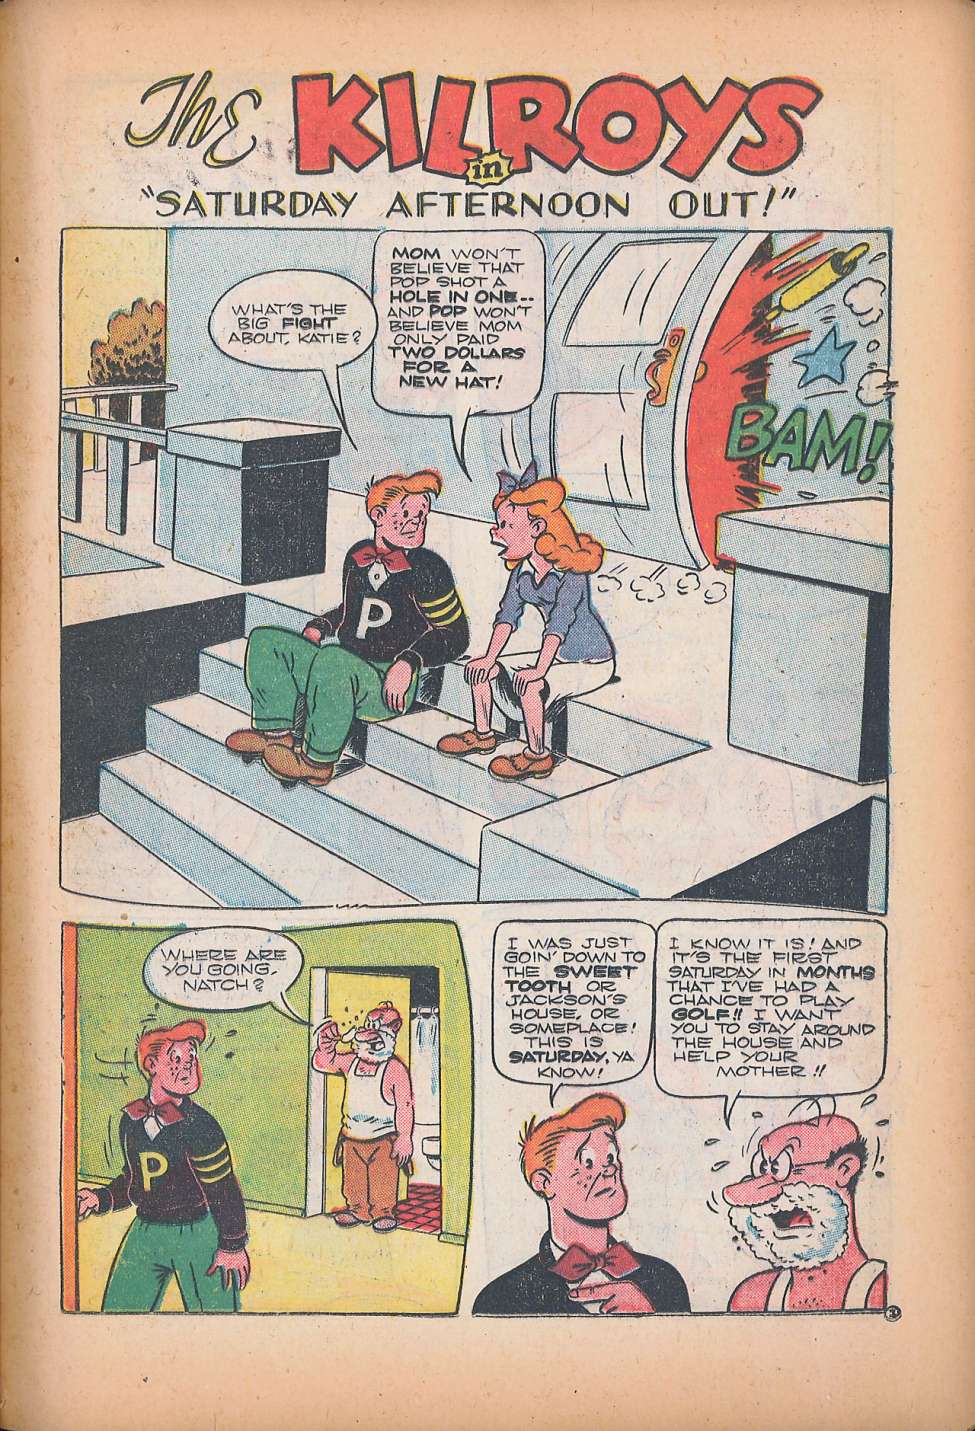 The KILROYS
in
"SATURDAY AFTERNOON OUT!"
WHAT'S THE
BIG FIGHT
ABOUT, KATIE?
MOM WON'T
BELIEVE THAT
POP SHOT A
HOLE IN ONE--
AND POP WON'T
BELIEVE MOM
ONLY PAID
TWO DOLLARS
FOR A
NEW HAT!
BAM!
P
WHERE ARE
YOU GOING,
NATCH?
P
I WAS JUST
GOIN' DOWN TO
THE SWEET
TOOTH OR
JACKSON'S
HOUSE, OR
SOMEPLACE!
THIS IS
SATURDAY, YA
KNOW!
I KNOW IT IS! AND
IT'S THE FIRST
SATURDAY IN MONTHS
THAT I'VE HAD A
CHANCE TO PLAY
GOLF!! I WANT
YOU TO STAY AROUND
THE HOUSE AND
HELP YOUR
MOTHER!!